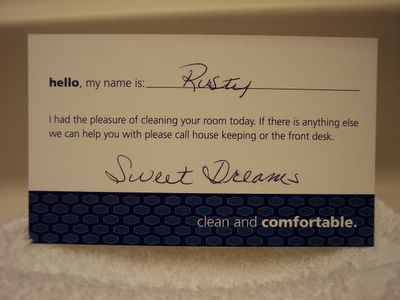 hello, my name is: Rusty
I had the pleasure of cleaning your room today. If there is anything else
we can help you with please call house keeping or the front desk.
Sweet Dreams
clean and comfortable.